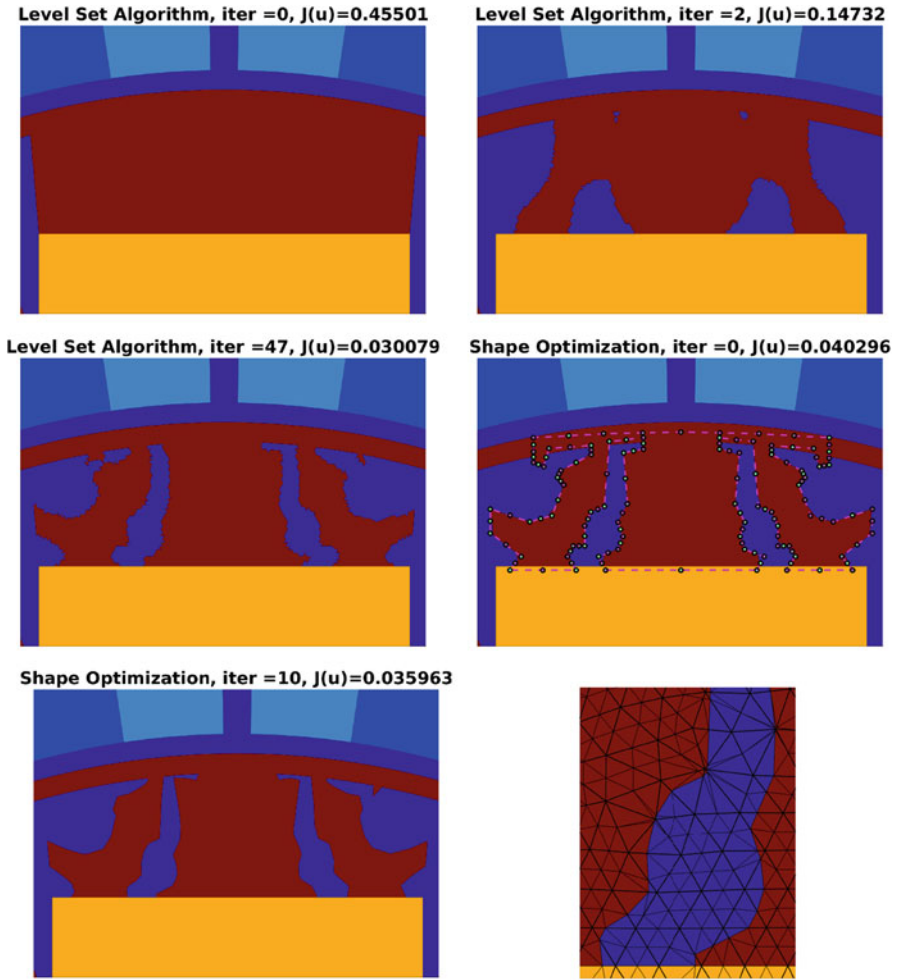 Level Set Algorithm, iter =0, J(u)=0.45501
Level Set Algorithm, iter =2, J(u)=0.14732
Level Set Algorithm, iter =47, J(u)=0.030079
Shape Optimization, iter =0, J(u)=0.040296
Shape Optimization, iter =10, J(u)=0.035963